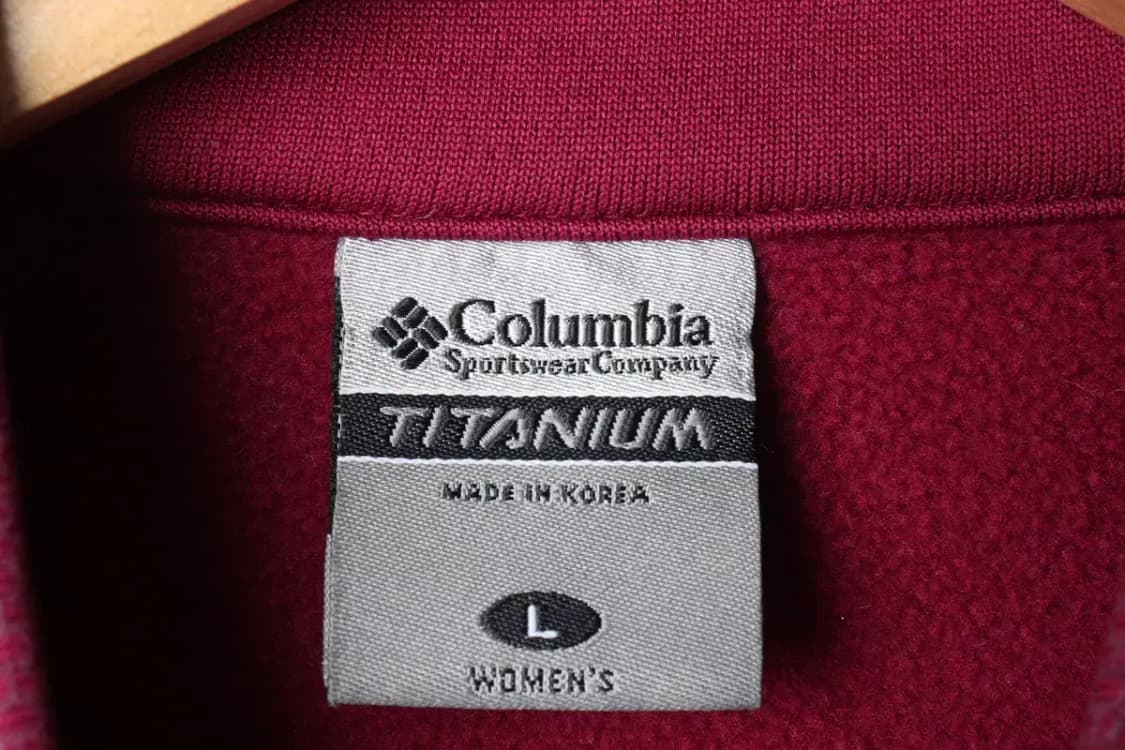 Columbia
Sportswear Company
TITANIUM
MADE IN KOREA
L
WOMEN'S